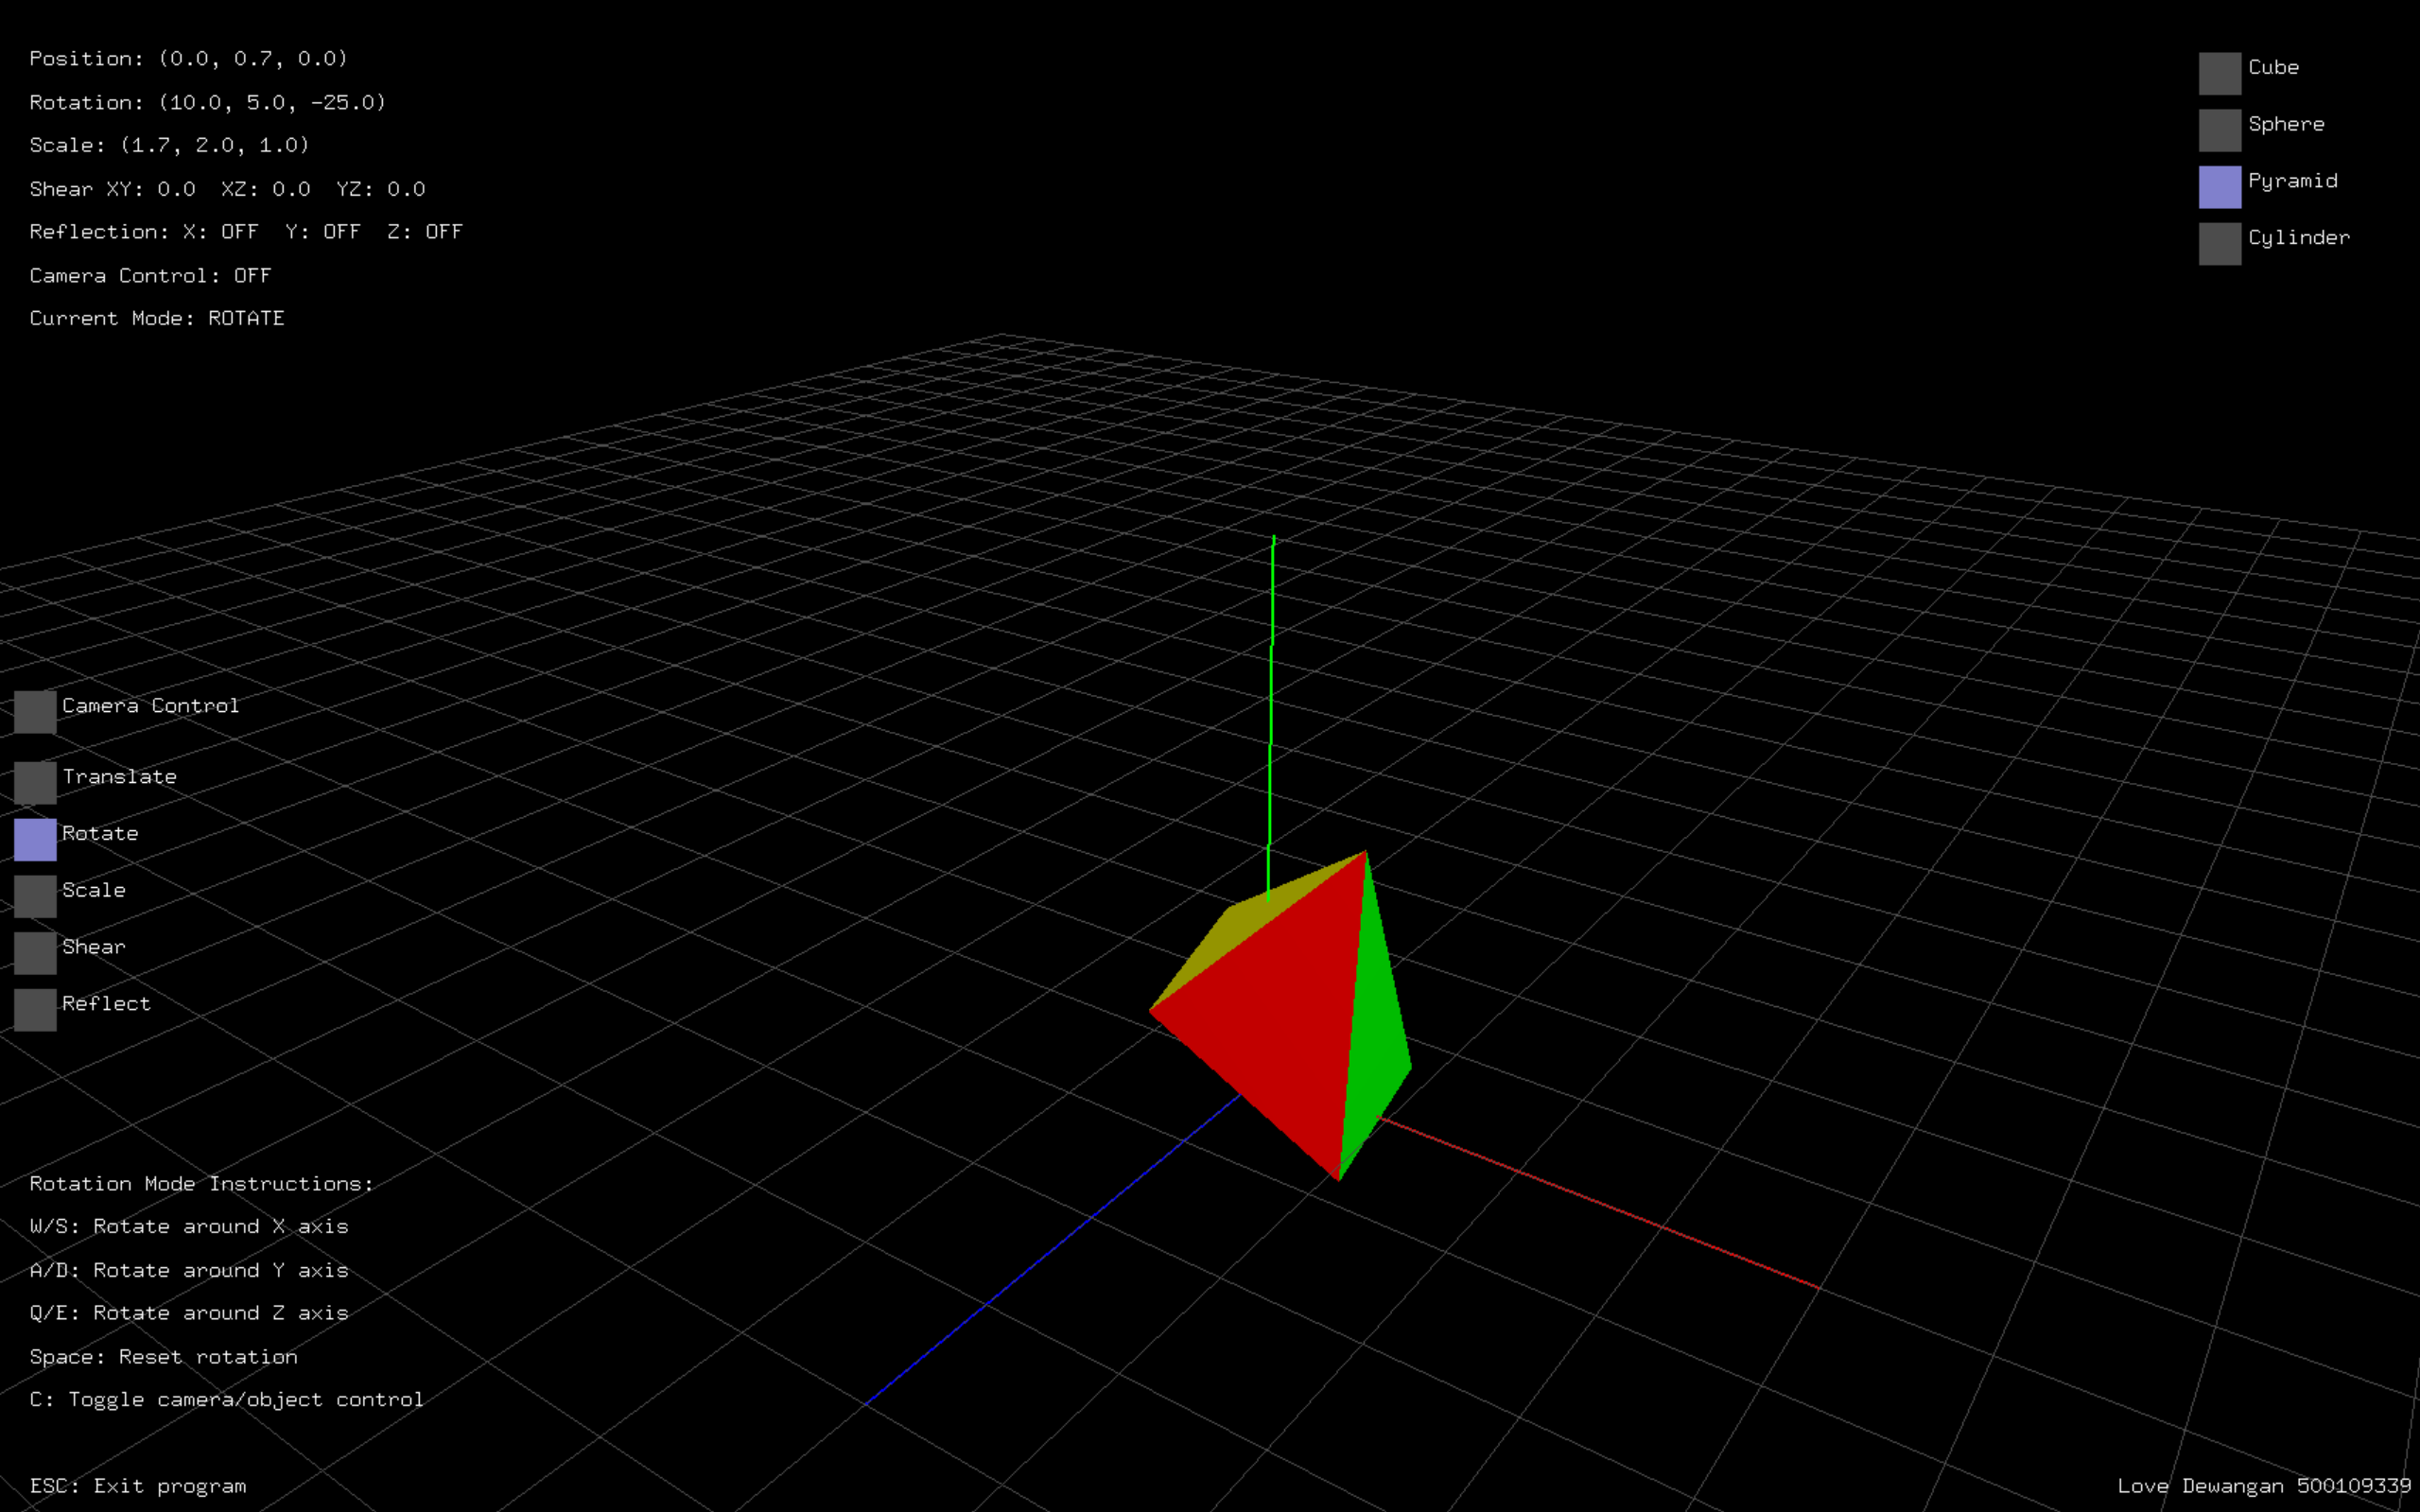 Position: (0.0, 0.7, 0.0)
Rotation: (10.0, 5.0, -25.0)
Scale: (1.7, 2.0, 1.0)
Shear XY: 0.0  XZ: 0.0  YZ: 0.0
Reflection: X: OFF  Y: OFF  Z: OFF
Camera Control: OFF
Current Mode: ROTATE
Cube
Sphere
Pyramid
Cylinder
Camera Control
Translate
Rotate
Scale
Shear
Reflect
Rotation Mode Instructions:
W/S: Rotate around X axis
A/D: Rotate around Y axis
Q/E: Rotate around Z axis
Space: Reset rotation
C: Toggle camera/object control
ESC: Exit program
Love Dewangan 500109339